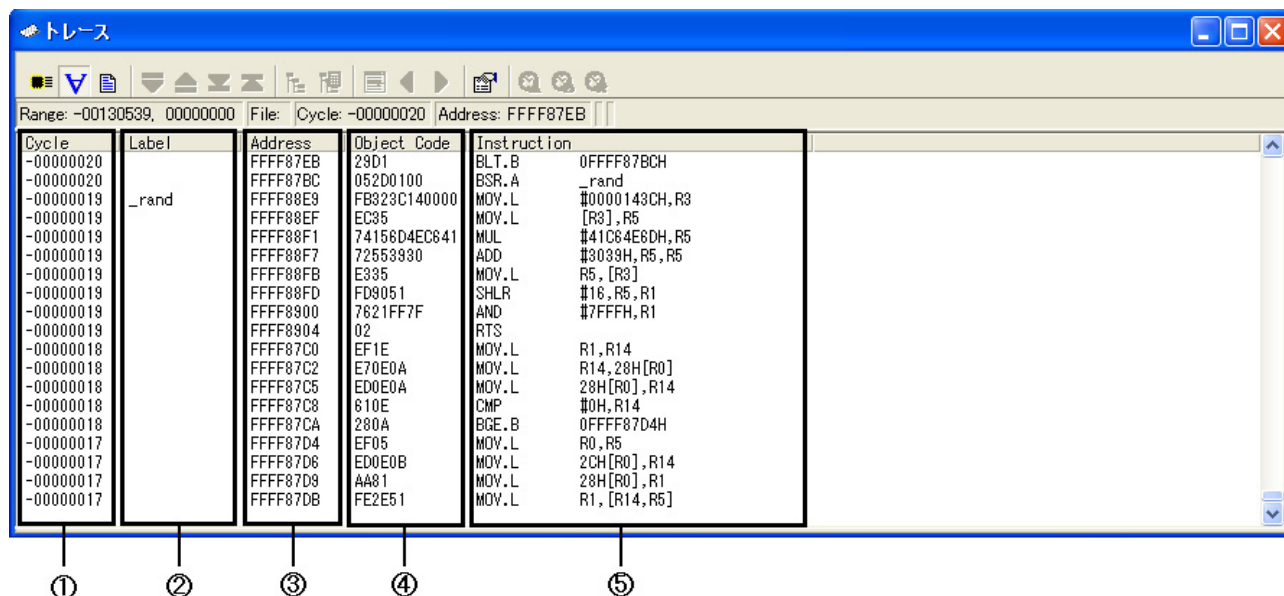 トレース
Range: -00130539, 00000000 File: Cycle: -00000020 Address: FFFF87EB
Cycle Label Address Object Code Instruction
-00000020 FFFF87EB 29D1 BLT.B 0FFFF87BCH
-00000020 FFFF87BC 052D0100 BSR.A _rand
-00000019 _rand FFFF88E9 FB323C140000 MOV.L #0000143CH,R3
-00000019 FFFF88EF EC35 MOV.L [R3],R5
-00000019 FFFF88F1 74156D4EC641 MUL #41C64E6DH,R5
-00000019 FFFF88F7 72553930 ADD #3039H,R5,R5
-00000019 FFFF88FB E335 MOV.L R5,[R3]
-00000019 FFFF88FD FD9051 SHLR #16,R5,R1
-00000019 FFFF8900 7621FF7F AND #7FFFH,R1
-00000019 FFFF8904 02 RTS
-00000018 FFFF87C0 EF1E MOV.L R1,R14
-00000018 FFFF87C2 E70E0A MOV.L R14,28H[R0]
-00000018 FFFF87C5 ED0E0A MOV.L 28H[R0],R14
-00000018 FFFF87C8 610E CMP #0H,R14
-00000018 FFFF87CA 280A BGE.B 0FFFF87D4H
-00000017 FFFF87D4 EF05 MOV.L R0,R5
-00000017 FFFF87D6 ED0E0B MOV.L 2CH[R0],R14
-00000017 FFFF87D9 AA81 MOV.L 28H[R0],R1
-00000017 FFFF87DB FE2E51 MOV.L R1,[R14,R5]
① ② ③ ④ ⑤